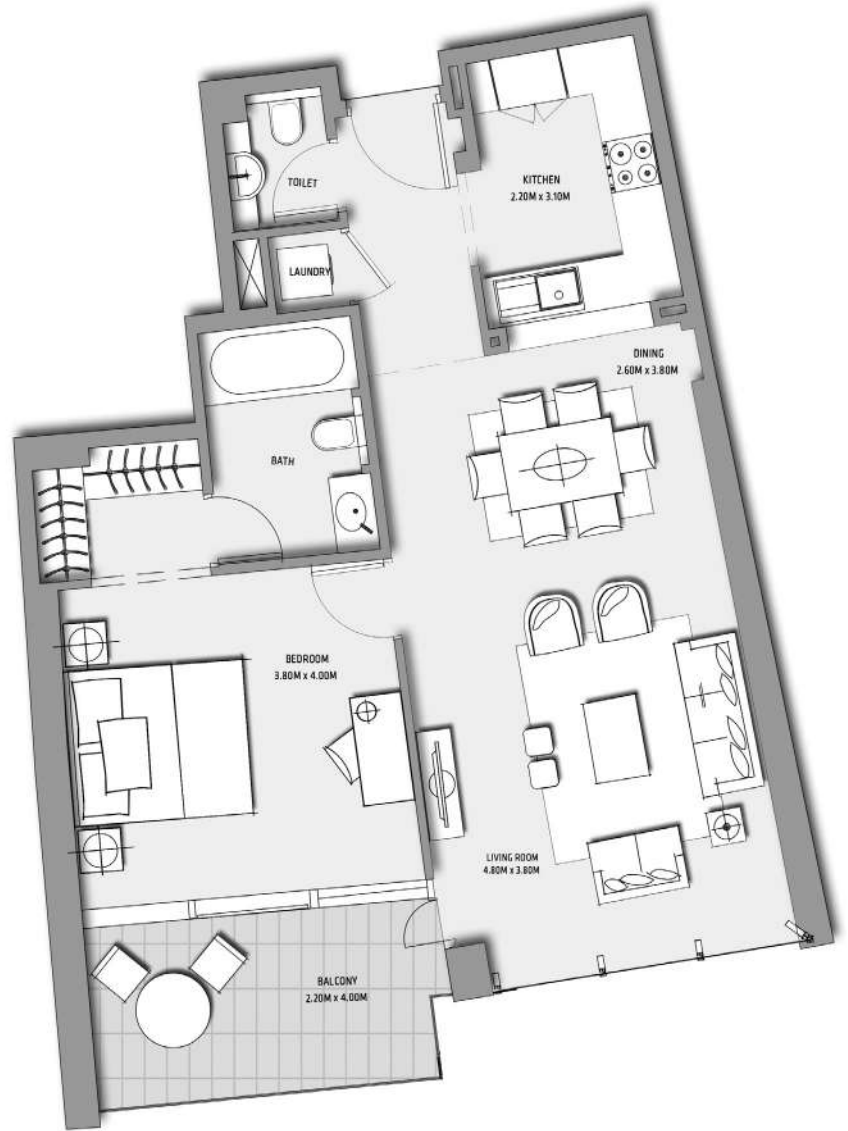 TOILET
KITCHEN
2.20M x 3.10M
LAUNDRY
DINING
2.60M x 3.80M
BATH
BEDROOM
3.80M x 4.00M
LIVING ROOM
4.80M x 3.80M
BALCONY
2.20M x 4.00M